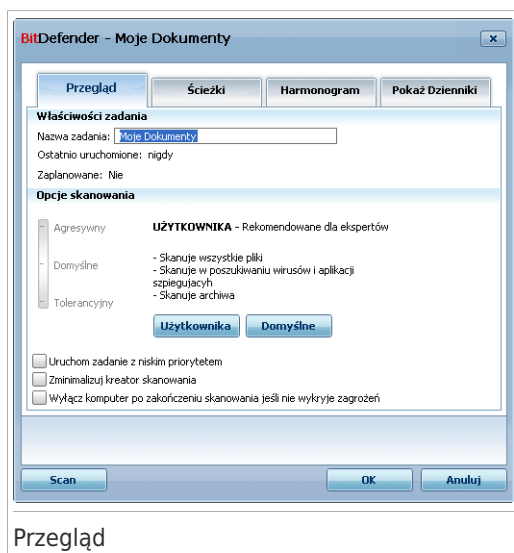 BitDefender - Moje Dokumenty
Przegląd
Ścieżki
Harmonogram
Pokaż Dzienniki
Właściwości zadania
Nazwa zadania: Moje Dokumenty
Ostatnio uruchomione: nigdy
Zaplanowane: Nie
Opcje skanowania
Agresywny
UŻYTKOWNIKA - Rekomendowane dla ekspertów
Domyślne
- Skanuje wszystkie pliki
- Skanuje w poszukiwaniu wirusów i aplikacji
szpiegujacyh
- Skanuje archiwa
Tolerancyjny
Użytkownika
Domyślne
Uruchom zadanie z niskim priorytetem
Zminimalizuj kreator skanowania
Wyłącz komputer po zakończeniu skanowania jeśli nie wykryje zagrożeń
Scan
OK
Anuluj
Przegląd